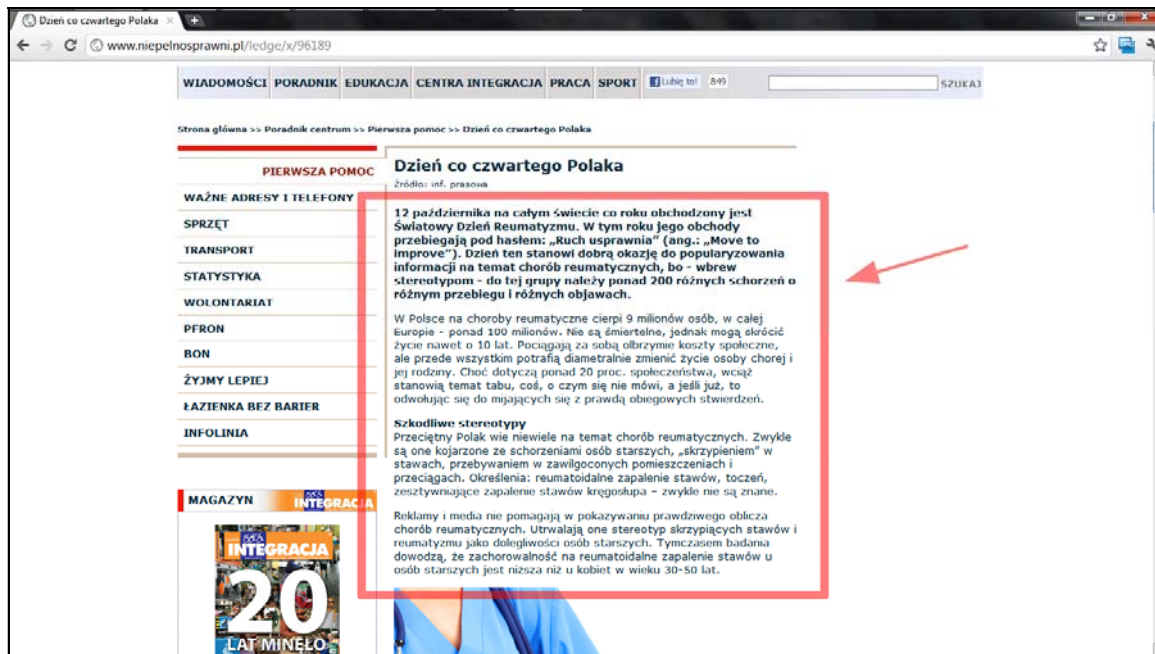 Dzień co czwartego Polaka
www.niepelnosprawni.pl/ledge/x/96189
WIADOMOŚCI PORADNIK EDUKACJA CENTRA INTEGRACJA PRACA SPORT Lubię to! 849 SZUKAJ
Strona główna >> Poradnik centrum >> Pierwsza pomoc >> Dzień co czwartego Polaka
PIERWSZA POMOC
WAŻNE ADRESY I TELEFONY
SPRZĘT
TRANSPORT
STATYSTYKA
WOLONTARIAT
PFRON
BON
ŻYJMY LEPIEJ
ŁAZIENKA BEZ BARIER
INFOLINIA
MAGAZYN INTEGRACJA
INTEGRACJA
20
LAT MINĘŁO
Dzień co czwartego Polaka
Źródło: inf. prasowa
12 października na całym świecie co roku obchodzony jest
Światowy Dzień Reumatyzmu. W tym roku jego obchody
przebiegają pod hasłem: „Ruch usprawnia” (ang.: „Move to
improve”). Dzień ten stanowi dobrą okazję do popularyzowania
informacji na temat chorób reumatycznych, bo - wbrew
stereotypom - do tej grupy należy ponad 200 różnych schorzeń o
różnym przebiegu i różnych objawach.
W Polsce na choroby reumatyczne cierpi 9 milionów osób, w całej
Europie - ponad 100 milionów. Nie są śmiertelne, jednak mogą skrócić
życie nawet o 10 lat. Pociągają za sobą olbrzymie koszty społeczne,
ale przede wszystkim potrafią diametralnie zmienić życie osoby chorej i
jej rodziny. Choć dotyczą ponad 20 proc. społeczeństwa, wciąż
stanowią temat tabu, coś, o czym się nie mówi, a jeśli już, to
odwołując się do mijających się z prawdą obiegowych stwierdzeń.
Szkodliwe stereotypy
Przeciętny Polak wie niewiele na temat chorób reumatycznych. Zwykle
są one kojarzone ze schorzeniami osób starszych, „skrzypieniem” w
stawach, przebywaniem w zawilgoconych pomieszczeniach i
przeciągach. Określenia: reumatoidalne zapalenie stawów, toczeń,
zesztywniające zapalenie stawów kręgosłupa – zwykle nie są znane.
Reklamy i media nie pomagają w pokazywaniu prawdziwego oblicza
chorób reumatycznych. Utrwalają one stereotyp skrzypiących stawów i
reumatyzmu jako dolegliwości osób starszych. Tymczasem badania
dowodzą, że zachorowalność na reumatoidalne zapalenie stawów u
osób starszych jest niższa niż u kobiet w wieku 30-50 lat.